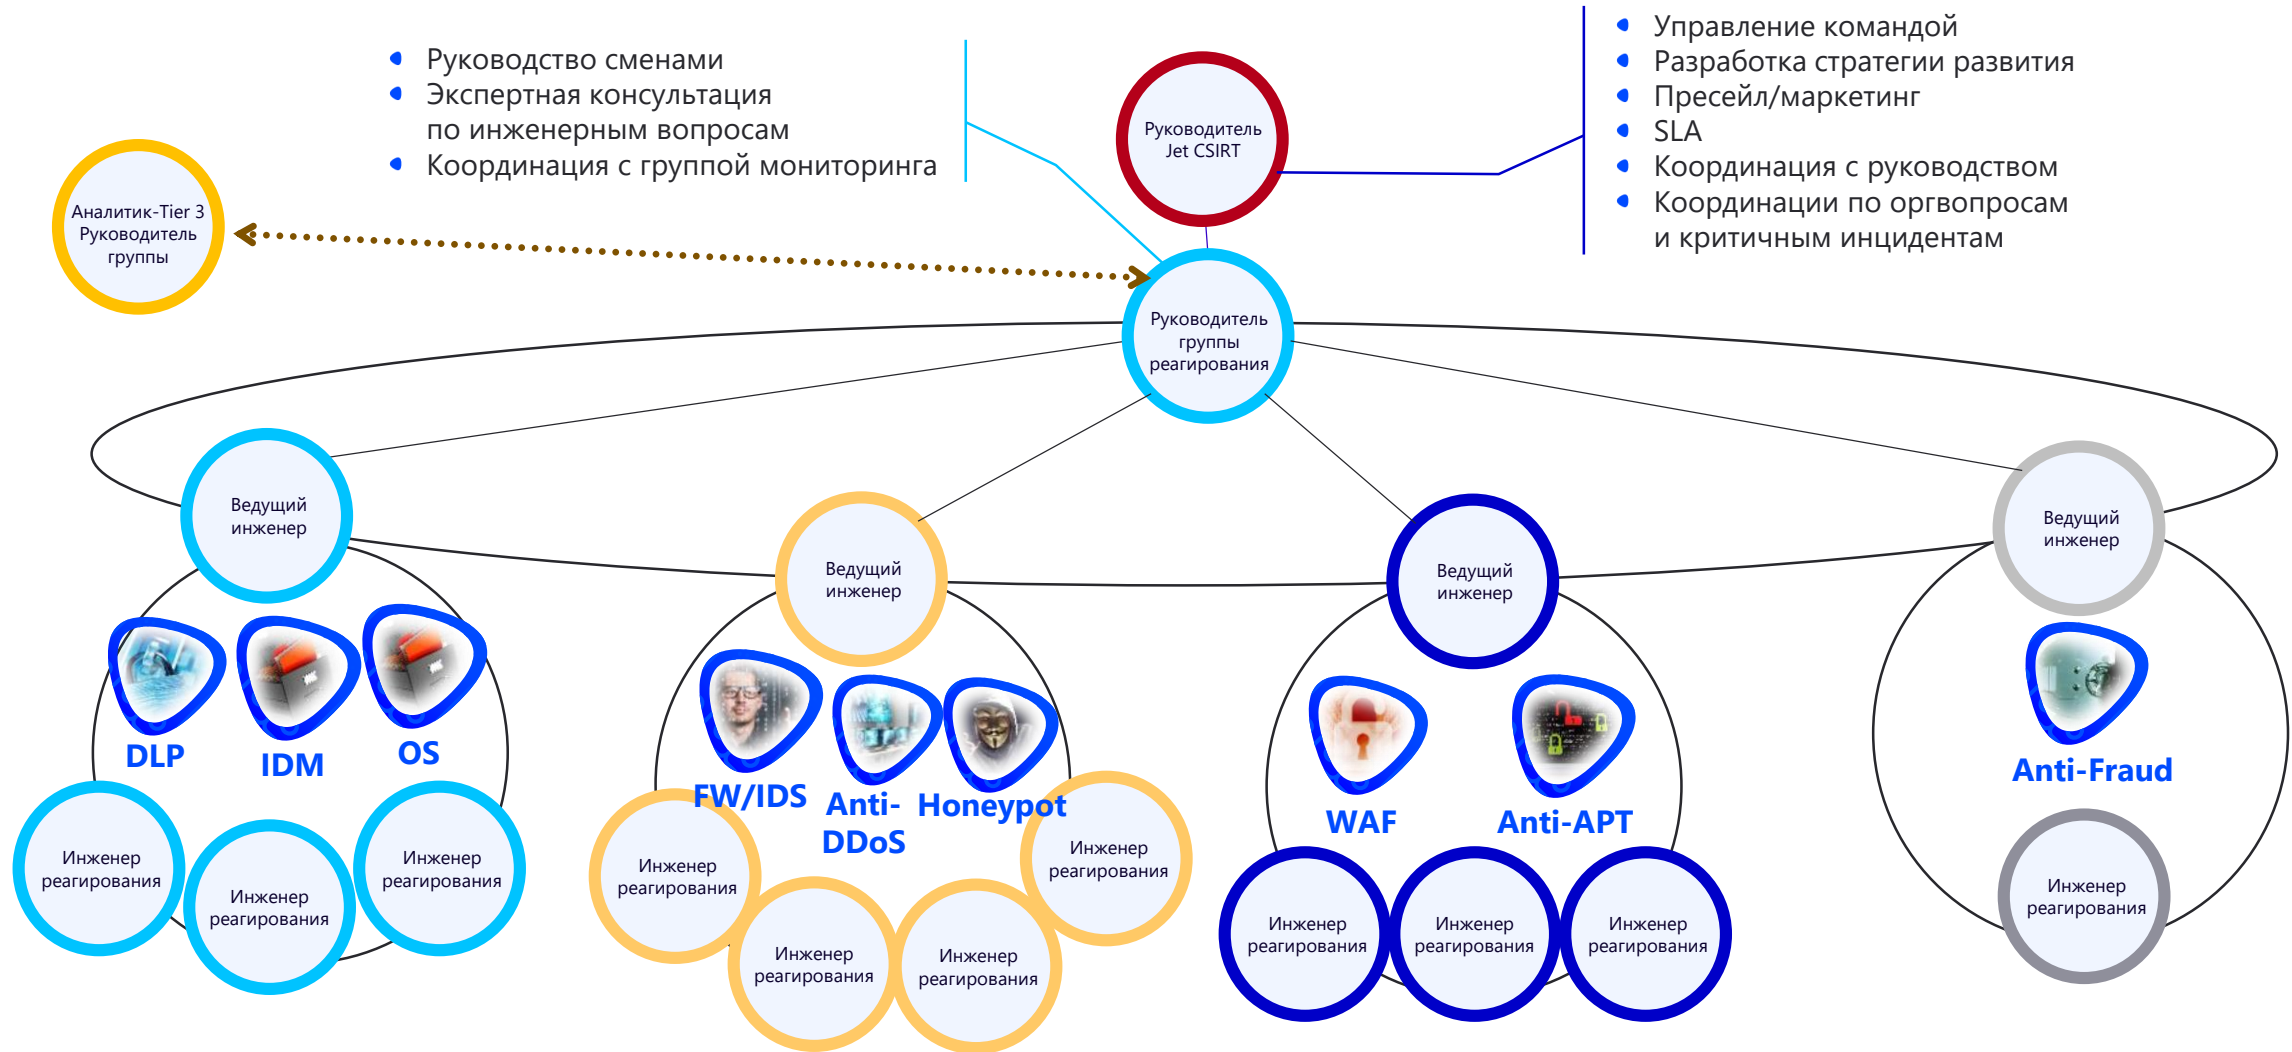 Руководство сменами
Экспертная консультация
по инженерным вопросам
Координация с группой мониторинга
Руководитель
Jet CSIRT
Управление командой
Разработка стратегии развития
Пресейл/маркетинг
SLA
Координация с руководством
Координации по оргвопросам
и критичным инцидентам
Аналитик-Tier 3
Руководитель
группы
Руководитель
группы
реагирования
Ведущий
инженер
Ведущий
инженер
Ведущий
инженер
Ведущий
инженер
DLP
IDM
OS
FW/IDS
Anti-
DDoS
Honeypot
WAF
Anti-APT
Anti-Fraud
Инженер
реагирования
Инженер
реагирования
Инженер
реагирования
Инженер
реагирования
Инженер
реагирования
Инженер
реагирования
Инженер
реагирования
Инженер
реагирования
Инженер
реагирования
Инженер
реагирования
Инженер
реагирования